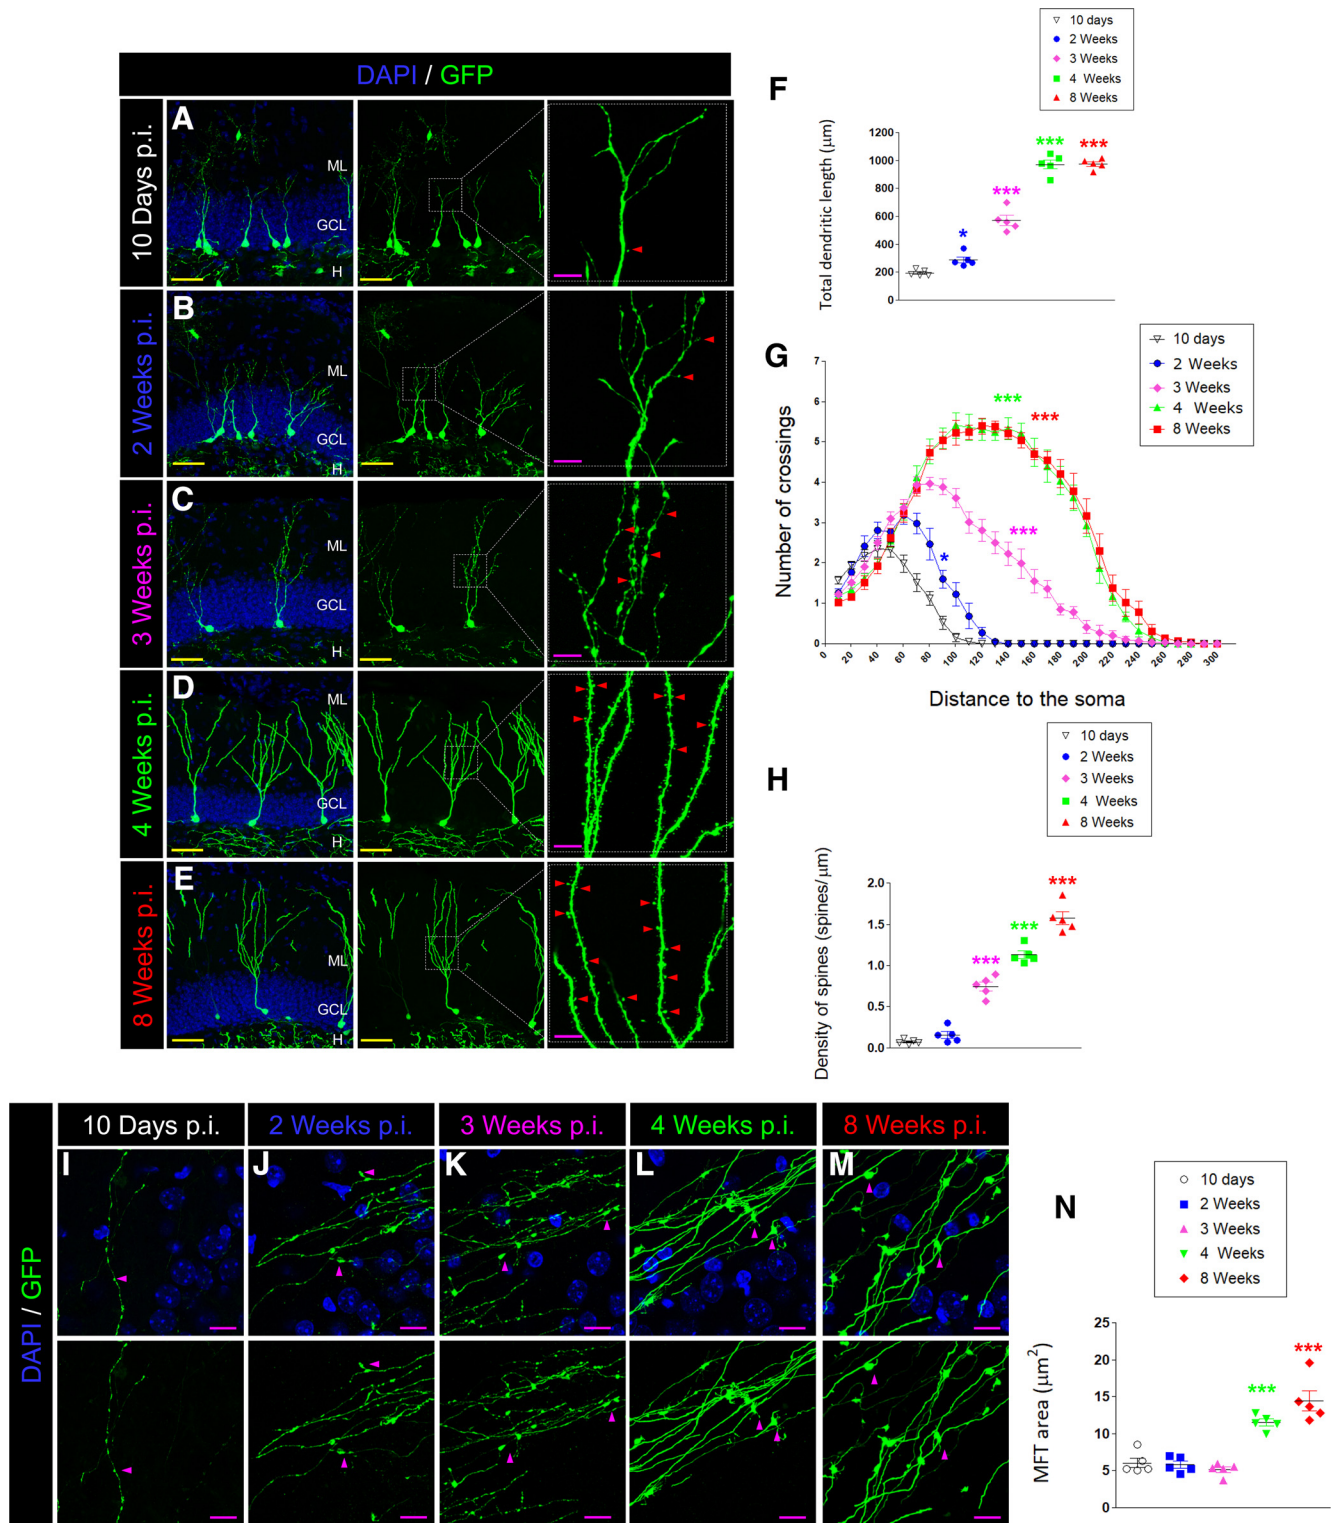 DAPI / GFP
10 Days p.i.
A
ML
GCL
H
2 Weeks p.i.
B
ML
GCL
H
3 Weeks p.i.
C
ML
GCL
H
4 Weeks p.i.
D
ML
GCL
H
8 Weeks p.i.
E
ML
GCL
H
F
10 days
2 Weeks
3 Weeks
4 Weeks
8 Weeks
Total dendritic length (μm)
1200
1000
800
600
400
200
0
*
***
***
***
G
10 days
2 Weeks
3 Weeks
4 Weeks
8 Weeks
Number of crossings
7
6
5
4
3
2
1
0
*
***
***
***
0 20 40 60 80 100 120 140 160 180 200 220 240 260 280 300
Distance to the soma
H
10 days
2 Weeks
3 Weeks
4 Weeks
8 Weeks
Density of spines (spines/μm)
2.0
1.5
1.0
0.5
0.0
***
***
***
DAPI / GFP
10 Days p.i. 2 Weeks p.i. 3 Weeks p.i. 4 Weeks p.i. 8 Weeks p.i.
I J K L M
N
10 days
2 Weeks
3 Weeks
4 Weeks
8 Weeks
MFT area (μm²)
25
20
15
10
5
0
***
***